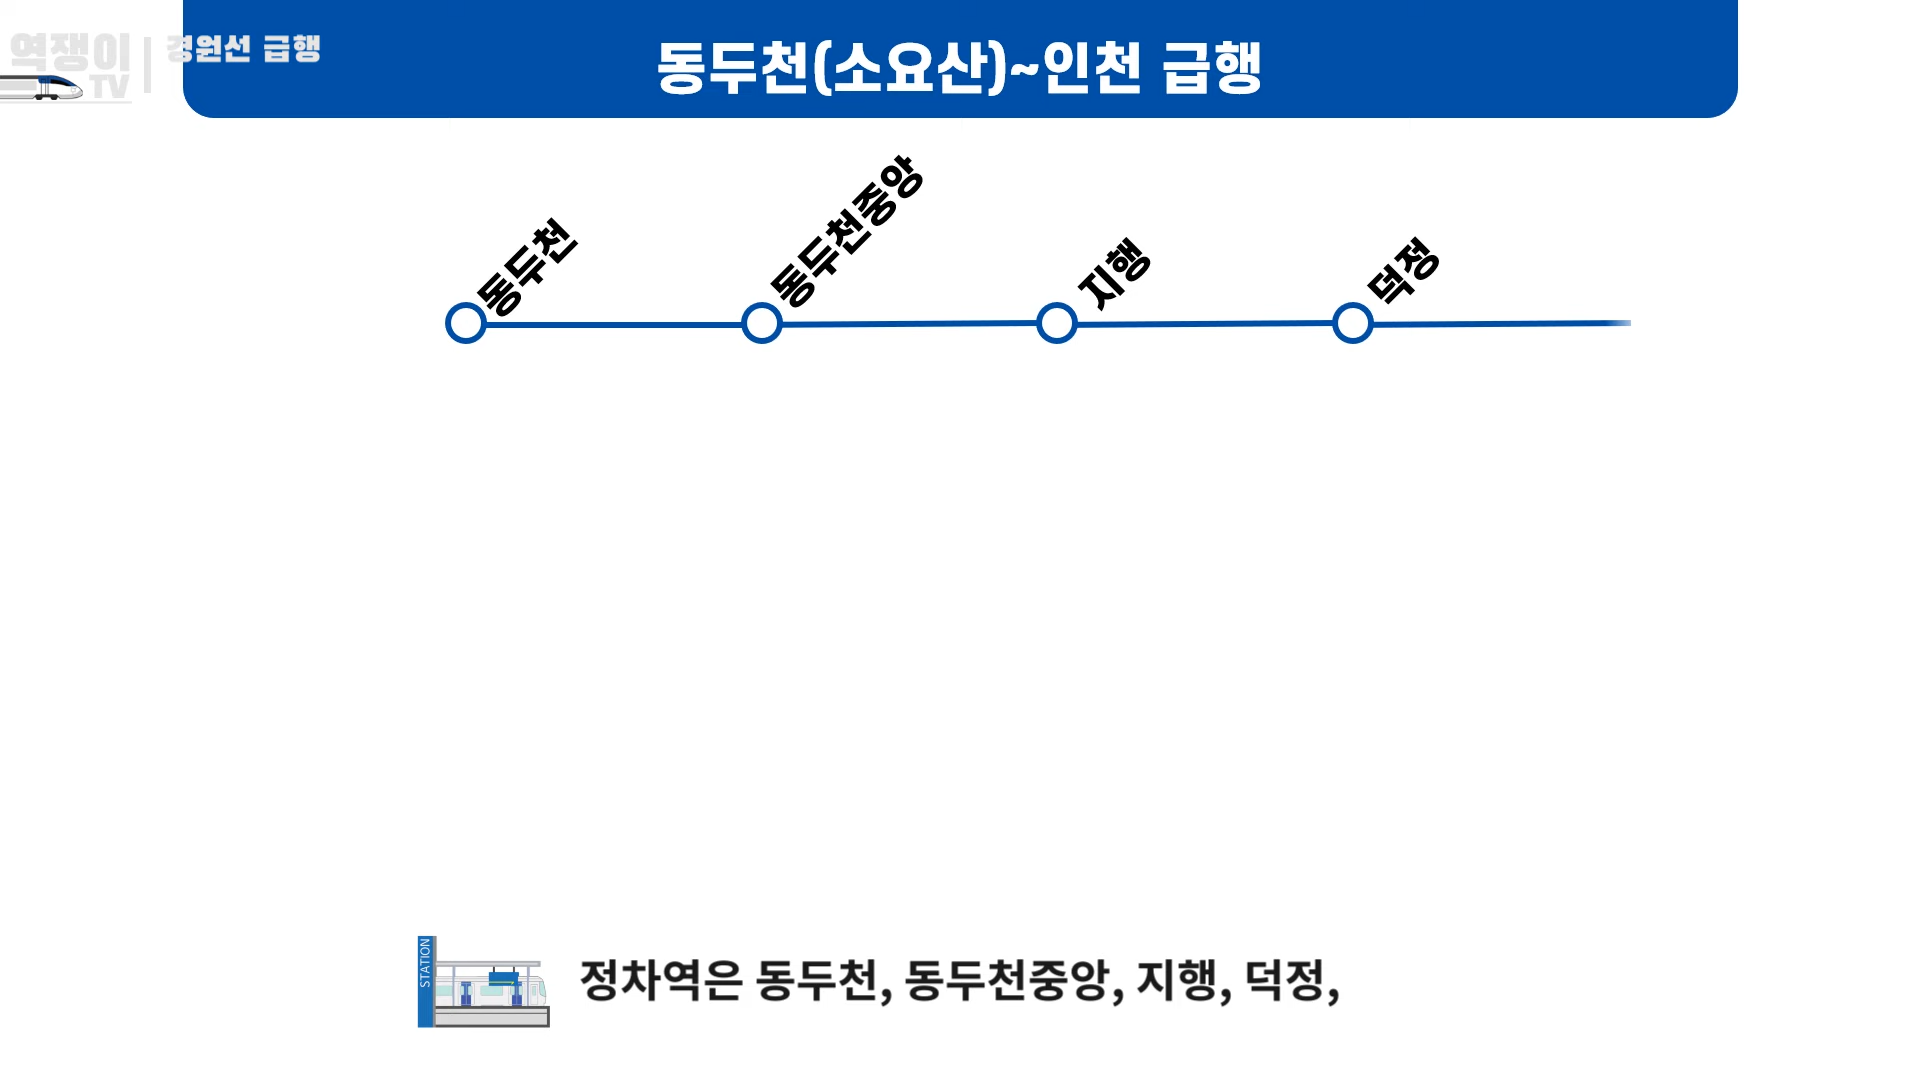 역쟁이
TV
경원선 급행
동두천(소요산)~인천 급행
동두천
동두천중앙
지행
덕정
STATION
정차역은 동두천, 동두천중앙, 지행, 덕정,